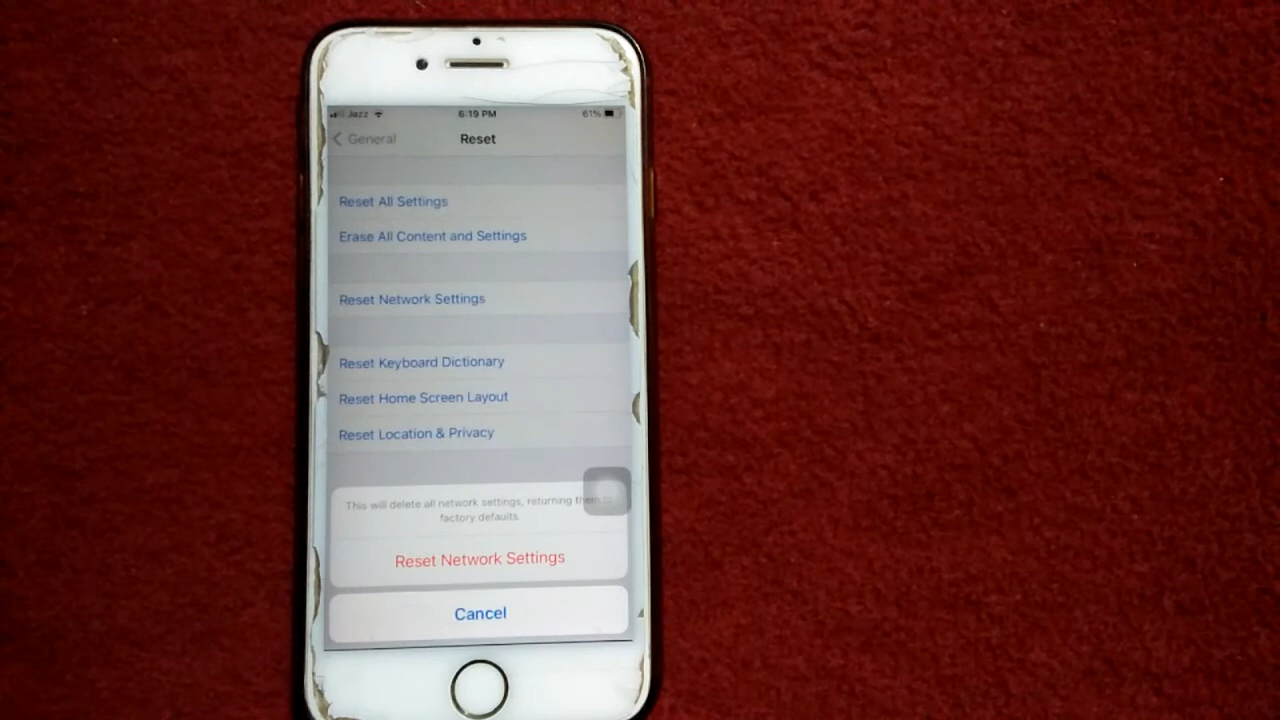 Jazz 6:19 PM 61%
General Reset
Reset All Settings
Erase All Content and Settings
Reset Network Settings
Reset Keyboard Dictionary
Reset Home Screen Layout
Reset Location & Privacy
This will delete all network settings, returning them to
factory defaults.
Reset Network Settings
Cancel